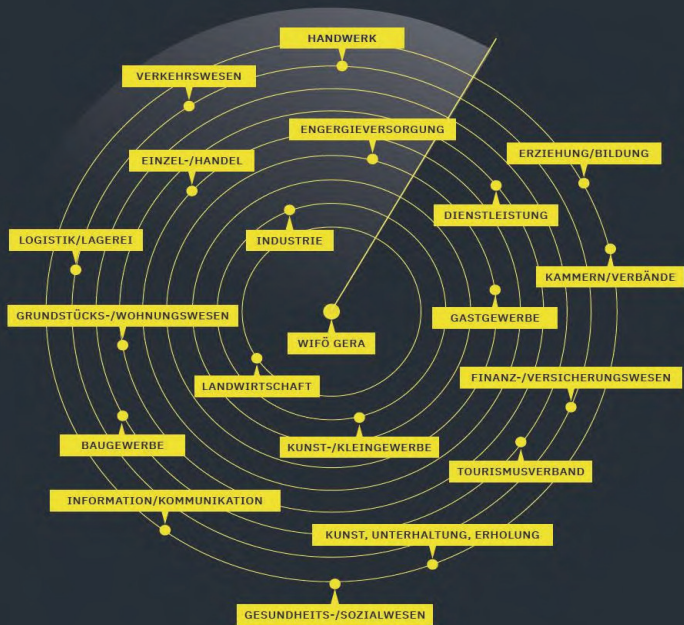 HANDWERK
VERKEHRSWESEN
ENGERGIEVERSORGUNG
EINZEL-/HANDEL
ERZIEHUNG/BILDUNG
DIENSTLEISTUNG
LOGISTIK/LAGEREI
INDUSTRIE
KAMMERN/VERBÄNDE
GRUNDSTÜCKS-/WOHNUNGSWESEN
GASTGEWERBE
WIFÖ GERA
FINANZ-/VERSICHERUNGSWESEN
LANDWIRTSCHAFT
BAUGEWERBE
KUNST-/KLEINGEWERBE
TOURISMUSVERBAND
INFORMATION/KOMMUNIKATION
KUNST, UNTERHALTUNG, ERHOLUNG
GESUNDHEITS-/SOZIALWESEN